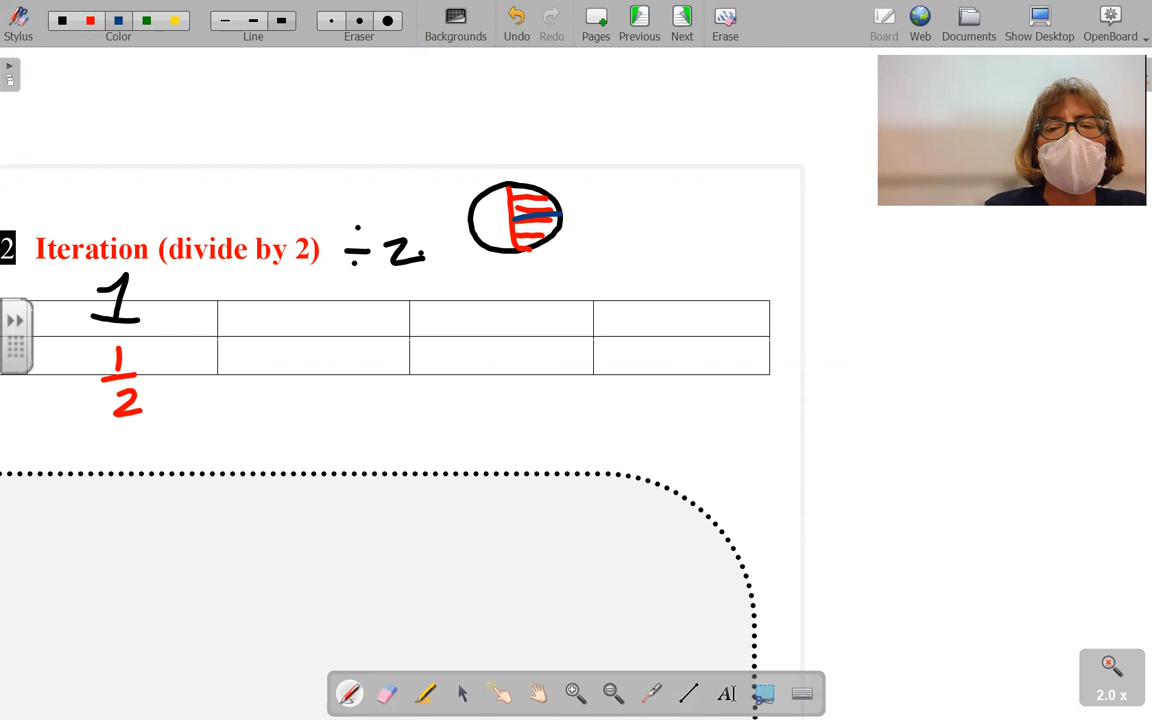 Stylus Color Line Eraser Backgrounds Undo Redo Pages Previous Next Erase Board Web Documents Show Desktop OpenBoard
2 Iteration (divide by 2) ÷ 2
1
1
2
2.0 x